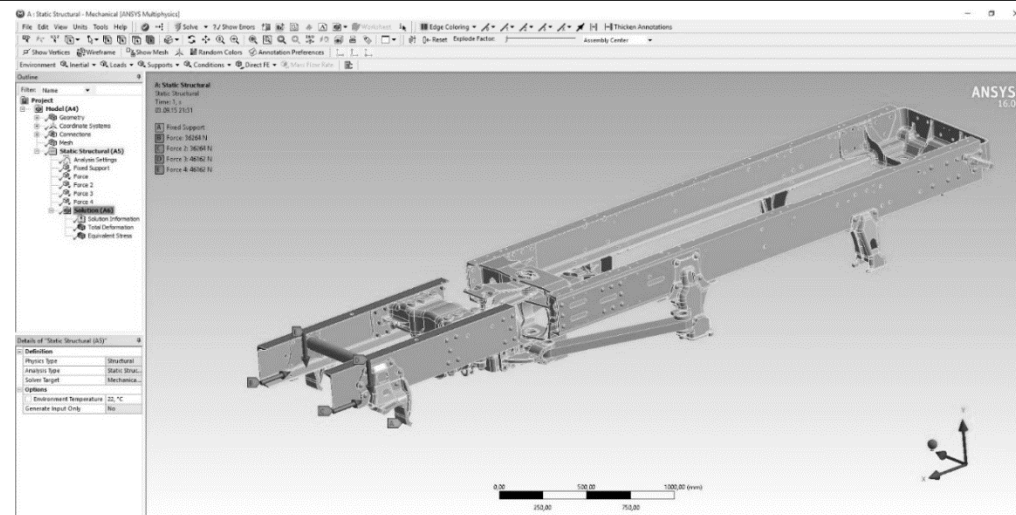 A : Static Structural - Mechanical [ANSYS Multiphysics]
File Edit View Units Tools Help Solve Show Errors Worksheet Edge Coloring Thicken Annotations
Reset Explode Factor: Assembly Center
Show Vertices Wireframe Show Mesh Random Colors Annotation Preferences
Environment Inertial Loads Supports Conditions Direct FE Mass Flow Rate
Outline
Filter: Name
Project
Model (A4)
Geometry
Coordinate Systems
Connections
Mesh
Static Structural (A5)
Analysis Settings
Fixed Support
Force
Force 2
Force 3
Force 4
Solution (A6)
Solution Information
Total Deformation
Equivalent Stress
Details of "Static Structural (A5)"
Definition
Physics Type Structural
Analysis Type Static Struc...
Solver Target Mechanica...
Options
Environment Temperature 22, °C
Generate Input Only No
A: Static Structural
Static Structural
Time: 1, s
A Fixed Support
Force: 36264 N
Force 2: 36264 N
Force 3: 46162 N
Force 4: 46162 N
ANSYS
16.0
0,00 500,00 1000,00 (mm)
250,00 750,00
Y
X